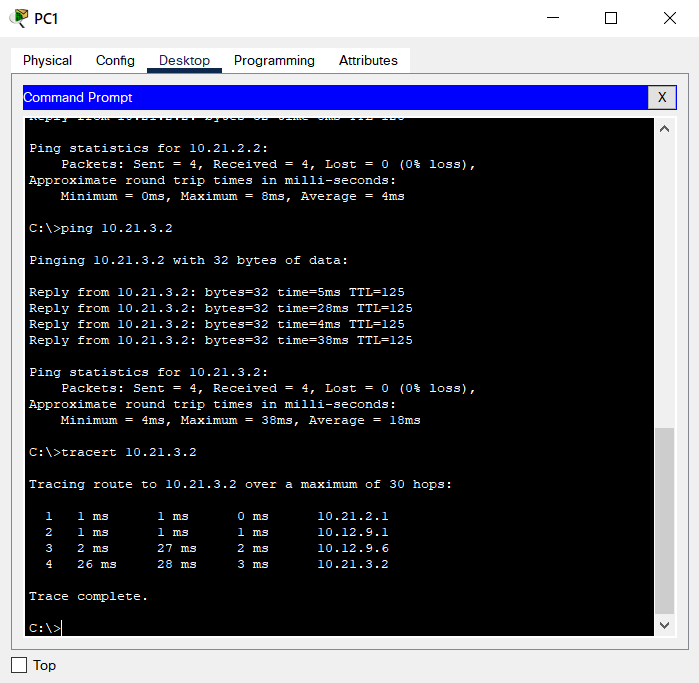 PC1
Physical Config Desktop Programming Attributes
Command Prompt X
Ping statistics for 10.21.2.2:
Packets: Sent = 4, Received = 4, Lost = 0 (0% loss),
Approximate round trip times in milli-seconds:
Minimum = 0ms, Maximum = 8ms, Average = 4ms
C:\>ping 10.21.3.2
Pinging 10.21.3.2 with 32 bytes of data:
Reply from 10.21.3.2: bytes=32 time=5ms TTL=125
Reply from 10.21.3.2: bytes=32 time=28ms TTL=125
Reply from 10.21.3.2: bytes=32 time=4ms TTL=125
Reply from 10.21.3.2: bytes=32 time=38ms TTL=125
Ping statistics for 10.21.3.2:
Packets: Sent = 4, Received = 4, Lost = 0 (0% loss),
Approximate round trip times in milli-seconds:
Minimum = 4ms, Maximum = 38ms, Average = 18ms
C:\>tracert 10.21.3.2
Tracing route to 10.21.3.2 over a maximum of 30 hops:
1 1 ms 1 ms 0 ms 10.21.2.1
2 1 ms 1 ms 1 ms 10.12.9.1
3 2 ms 27 ms 2 ms 10.12.9.6
4 26 ms 28 ms 3 ms 10.21.3.2
Trace complete.
C:\>
Top